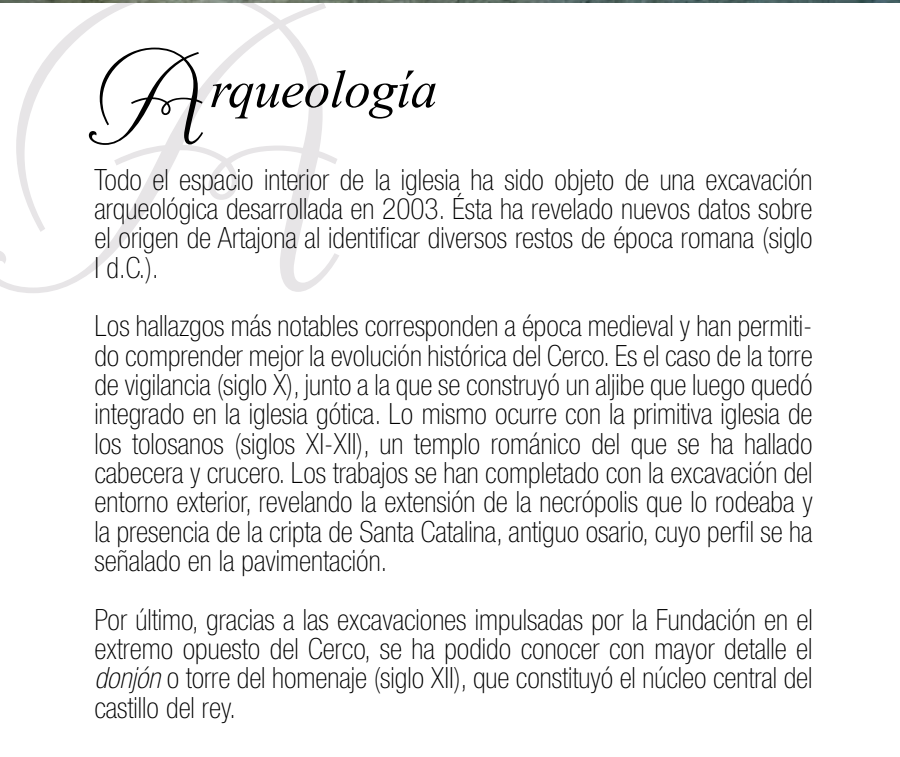 Arqueología
Todo el espacio interior de la iglesia ha sido objeto de una excavación
arqueológica desarrollada en 2003. Ésta ha revelado nuevos datos sobre
el origen de Artajona al identificar diversos restos de época romana (siglo
I d.C.).
Los hallazgos más notables corresponden a época medieval y han permiti-
do comprender mejor la evolución histórica del Cerco. Es el caso de la torre
de vigilancia (siglo X), junto a la que se construyó un aljibe que luego quedó
integrado en la iglesia gótica. Lo mismo ocurre con la primitiva iglesia de
los tolosanos (siglos XI-XII), un templo románico del que se ha hallado
cabecera y crucero. Los trabajos se han completado con la excavación del
entorno exterior, revelando la extensión de la necrópolis que lo rodeaba y
la presencia de la cripta de Santa Catalina, antiguo osario, cuyo perfil se ha
señalado en la pavimentación.
Por último, gracias a las excavaciones impulsadas por la Fundación en el
extremo opuesto del Cerco, se ha podido conocer con mayor detalle el
donjón o torre del homenaje (siglo XII), que constituyó el núcleo central del
castillo del rey.